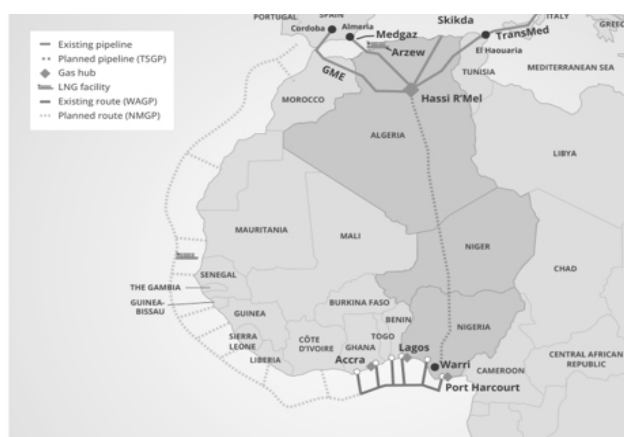 PORTUGAL
SPAIN
Cordoba
Almeria
Medgaz
Skikda
ITALY
GREECE
TransMed
Existing pipeline
Planned pipeline (TSGP)
Gas hub
LNG facility
Existing route (WAGP)
Planned route (NMGP)
Arzew
El Haouaria
GME
TUNISIA
MEDITERRANEAN SEA
MOROCCO
Hassi R'Mel
ALGERIA
LIBYA
MAURITANIA
MALI
NIGER
CHAD
SENEGAL
THE GAMBIA
GUINEA-
BISSAU
GUINEA
BURKINA FASO
BENIN
NIGERIA
SIERRA
LEONE
CÔTE
D'IVOIRE
TOGO
GHANA
LIBERIA
Accra
Lagos
Warri
CAMEROON
CENTRAL AFRICAN
REPUBLIC
Port Harcourt